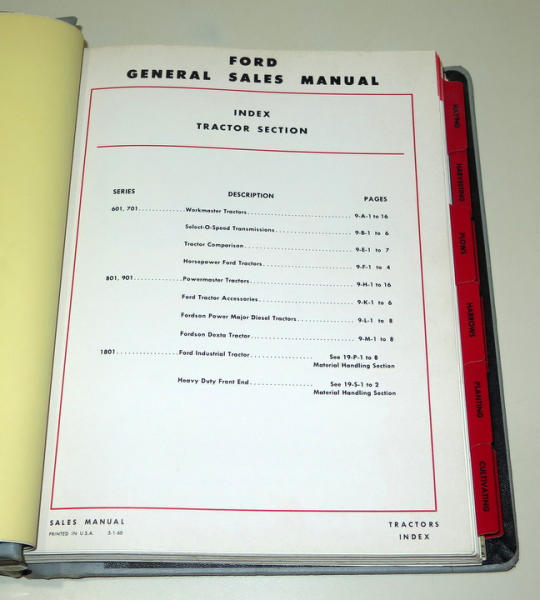 FORD
GENERAL SALES MANUAL
INDEX
TRACTOR SECTION
SERIES DESCRIPTION PAGES
601, 701 Workmaster Tractors 9-A-1 to 16
Select-O-Speed Transmissions 9-B-1 to 6
Tractor Comparison 9-E-1 to 7
Horsepower Ford Tractors 9-F-1 to 4
801, 901 Powermaster Tractors 9-H-1 to 16
Ford Tractor Accessories 9-K-1 to 6
Fordson Power Major Diesel Tractors 9-L-1 to 8
Fordson Dexta Tractor 9-M-1 to 8
1801 Ford Industrial Tractor See 19-P-1 to 8
Material Handling Section
Heavy Duty Front End See 19-S-1 to 2
Material Handling Section
SALES MANUAL
PRINTED IN U.S.A. 5-1-60
TRACTORS
INDEX
HAYING
HARVESTING
PLOWS
HARROWS
PLANTING
CULTIVATING